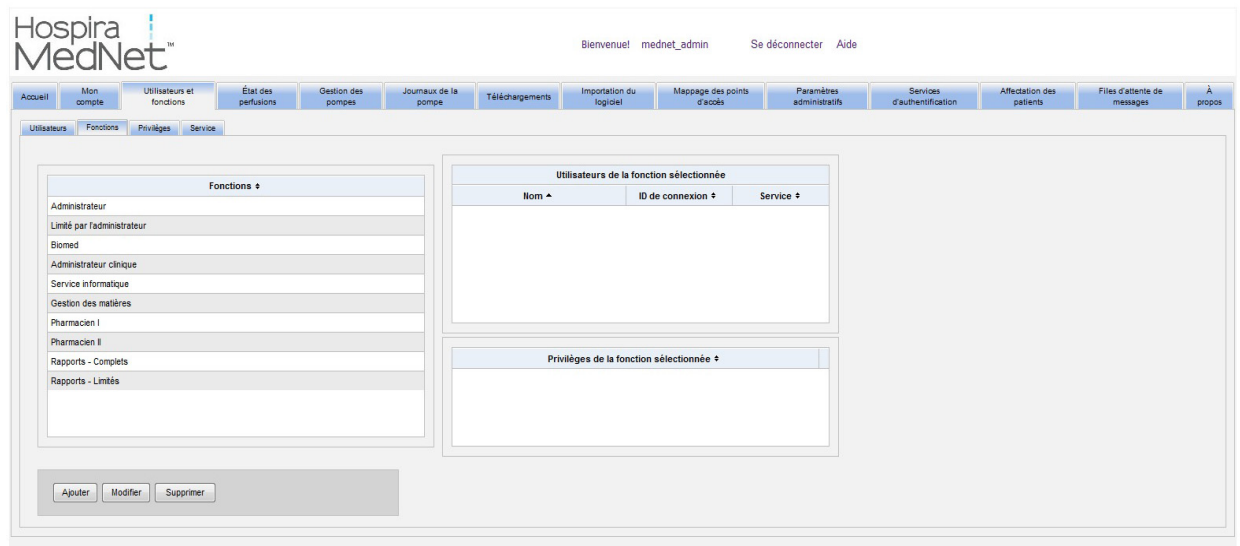 Hospira
MedNet™
Bienvenue! mednet_admin Se déconnecter Aide
Accueil
Mon compte
Utilisateurs et fonctions
État des perfusions
Gestion des pompes
Journaux de la pompe
Téléchargements
Importation du logiciel
Mappage des points d'accès
Paramètres administratifs
Services d'authentification
Affectation des patients
Files d'attente de messages
À propos
Utilisateurs Fonctions Privilèges Service
Fonctions
Administrateur
Limité par l'administrateur
Biomed
Administrateur clinique
Service informatique
Gestion des matières
Pharmacien I
Pharmacien II
Rapports - Complets
Rapports - Limités
Utilisateurs de la fonction sélectionnée
Nom ID de connexion Service
Privilèges de la fonction sélectionnée
Ajouter Modifier Supprimer